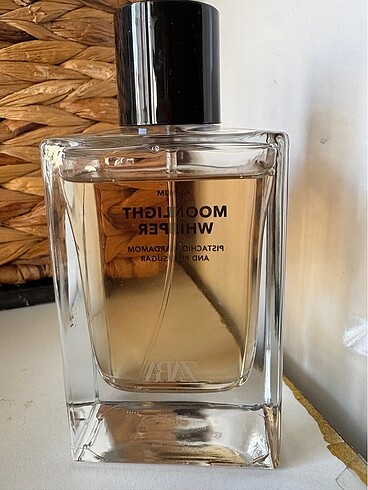 MOONLIGHT
WHISPER
PISTACHIO, CARDAMOM
AND SUGAR
ZARA